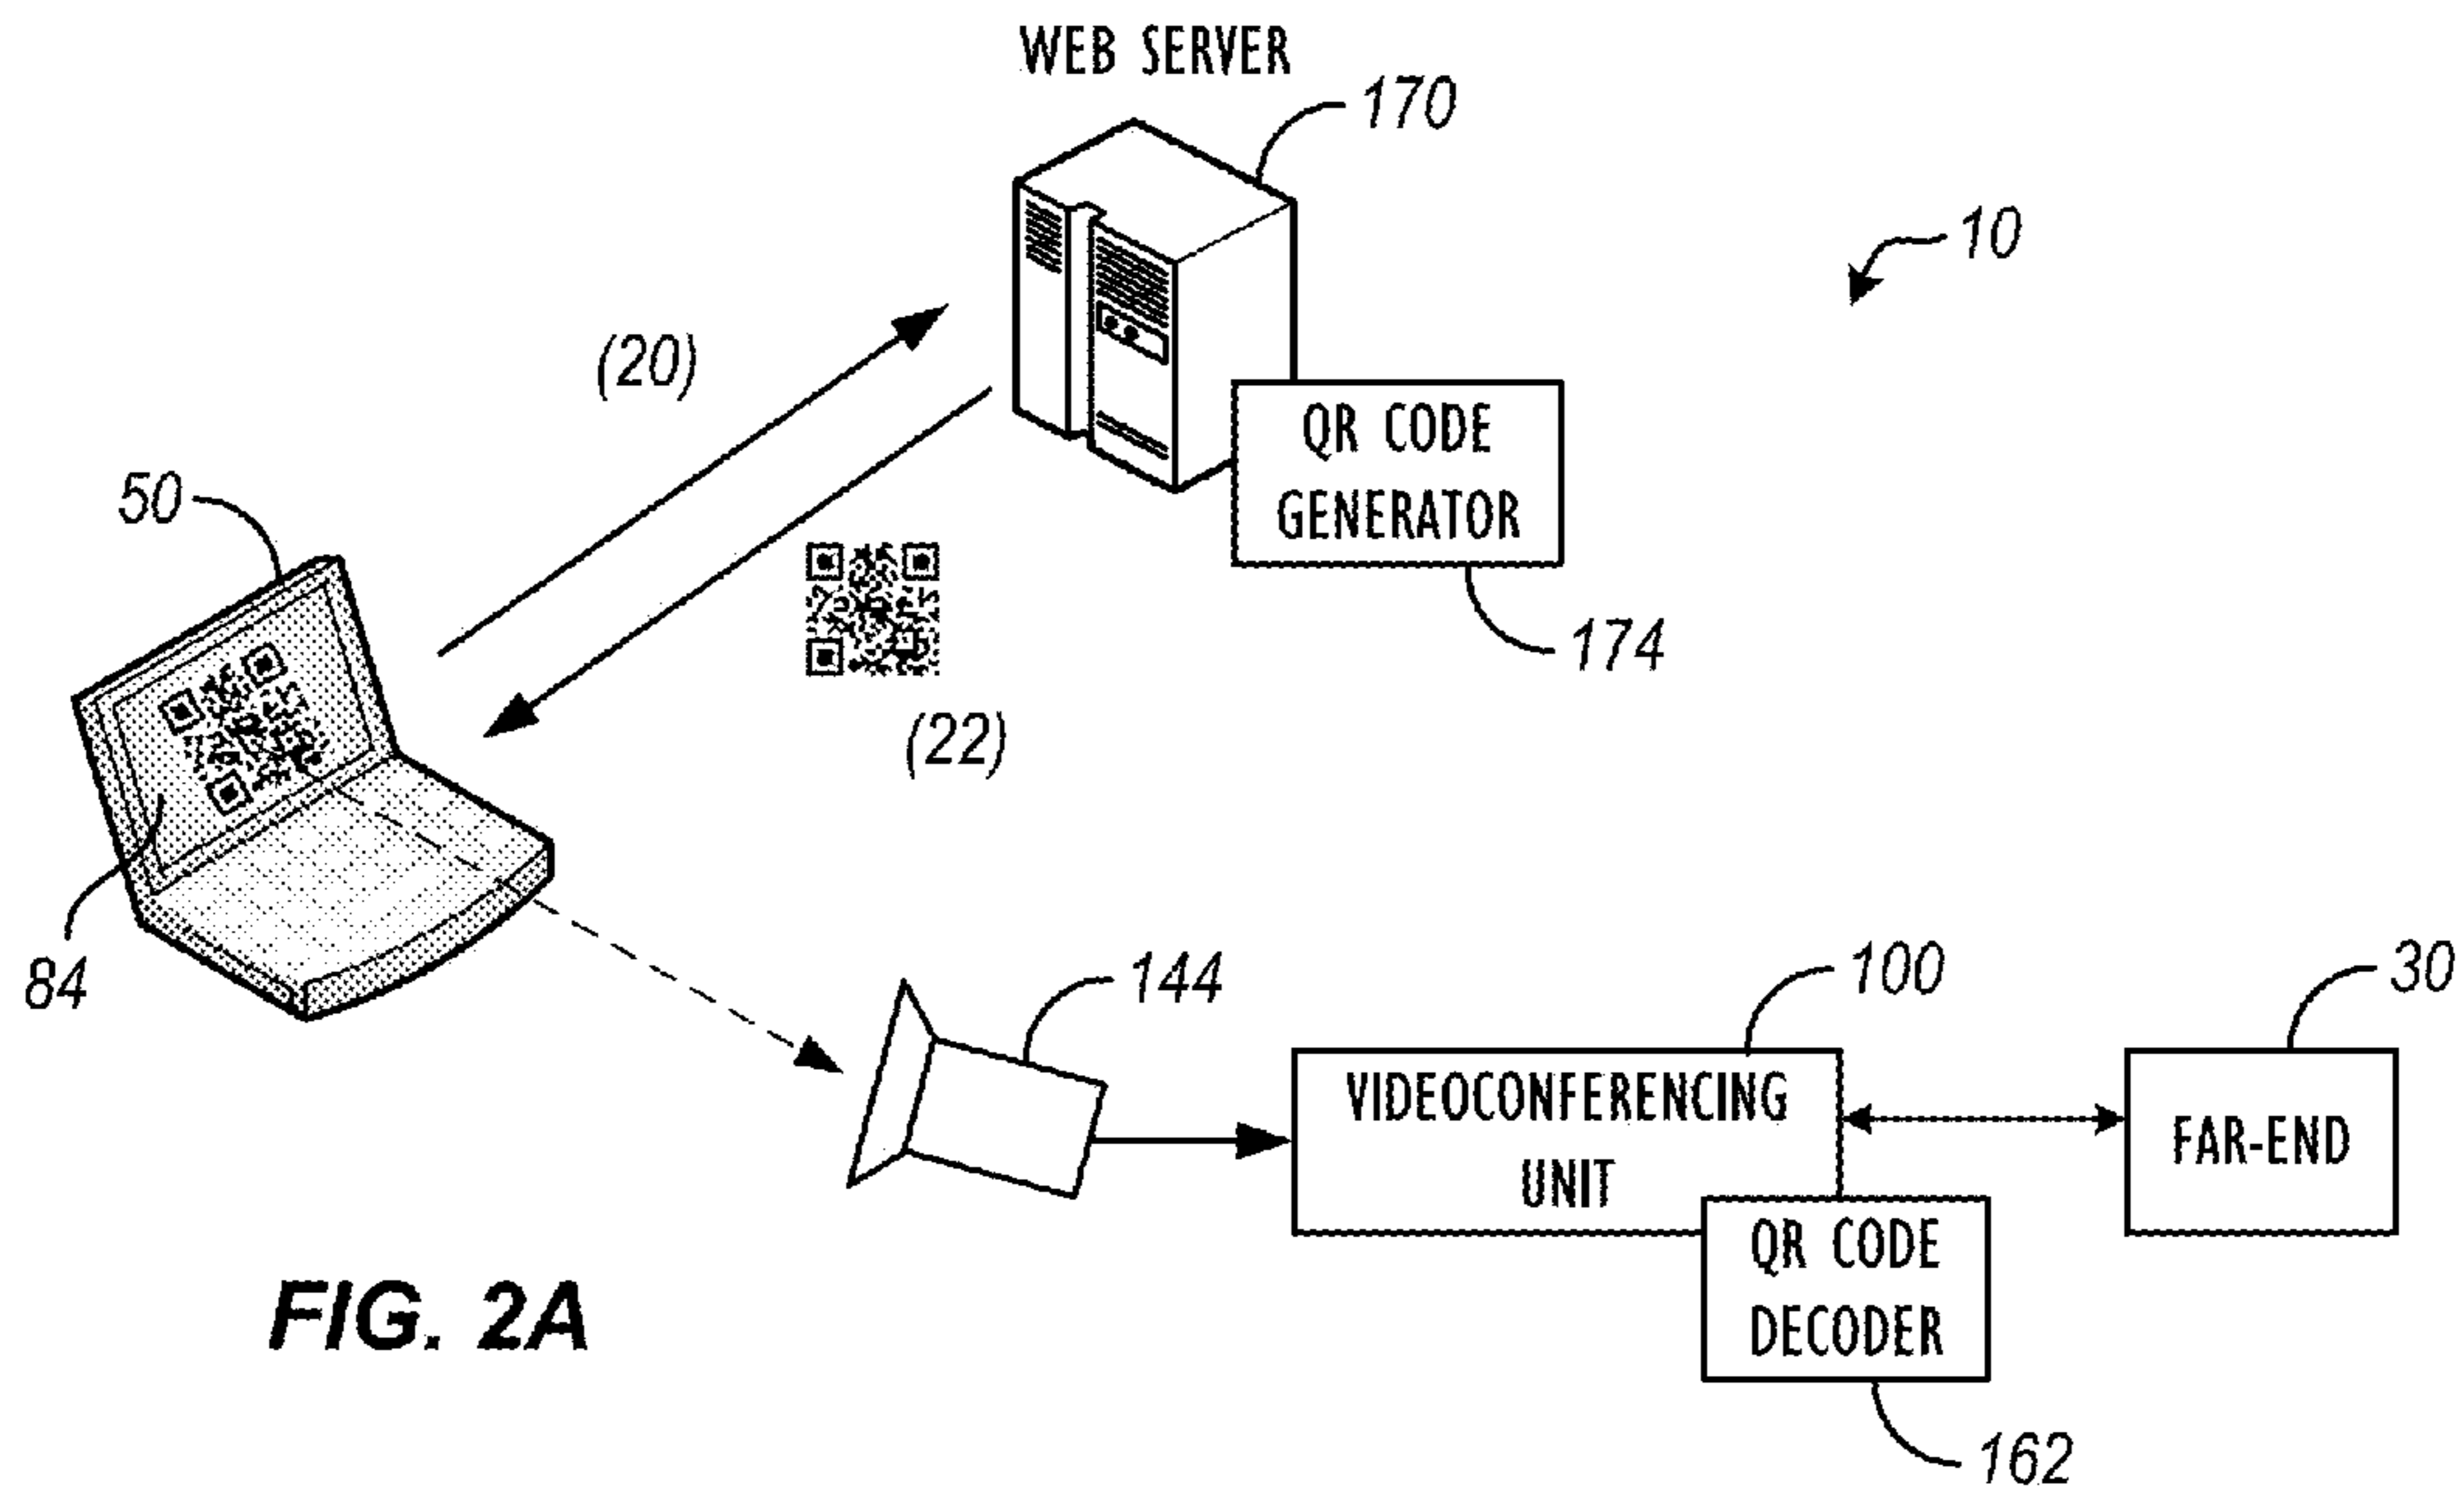 WEB SERVER
170
10
(20)
QR CODE
GENERATOR
50
174
(22)
84
144
100
30
VIDEOCONFERENCING
UNIT
FAR-END
QR CODE
DECODER
FIG. 2A
162